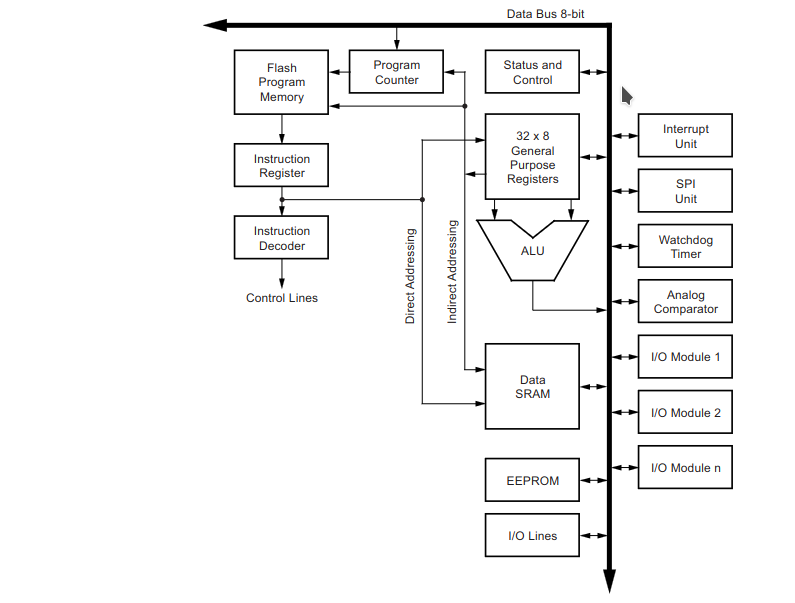 Data Bus 8-bit
Flash
Program
Memory
Program
Counter
Status and
Control
32 x 8
General
Purpose
Registers
Interrupt
Unit
Instruction
Register
SPI
Unit
Instruction
Decoder
ALU
Watchdog
Timer
Control Lines
Direct Addressing
Indirect Addressing
Analog
Comparator
I/O Module 1
Data
SRAM
I/O Module 2
I/O Module n
EEPROM
I/O Lines